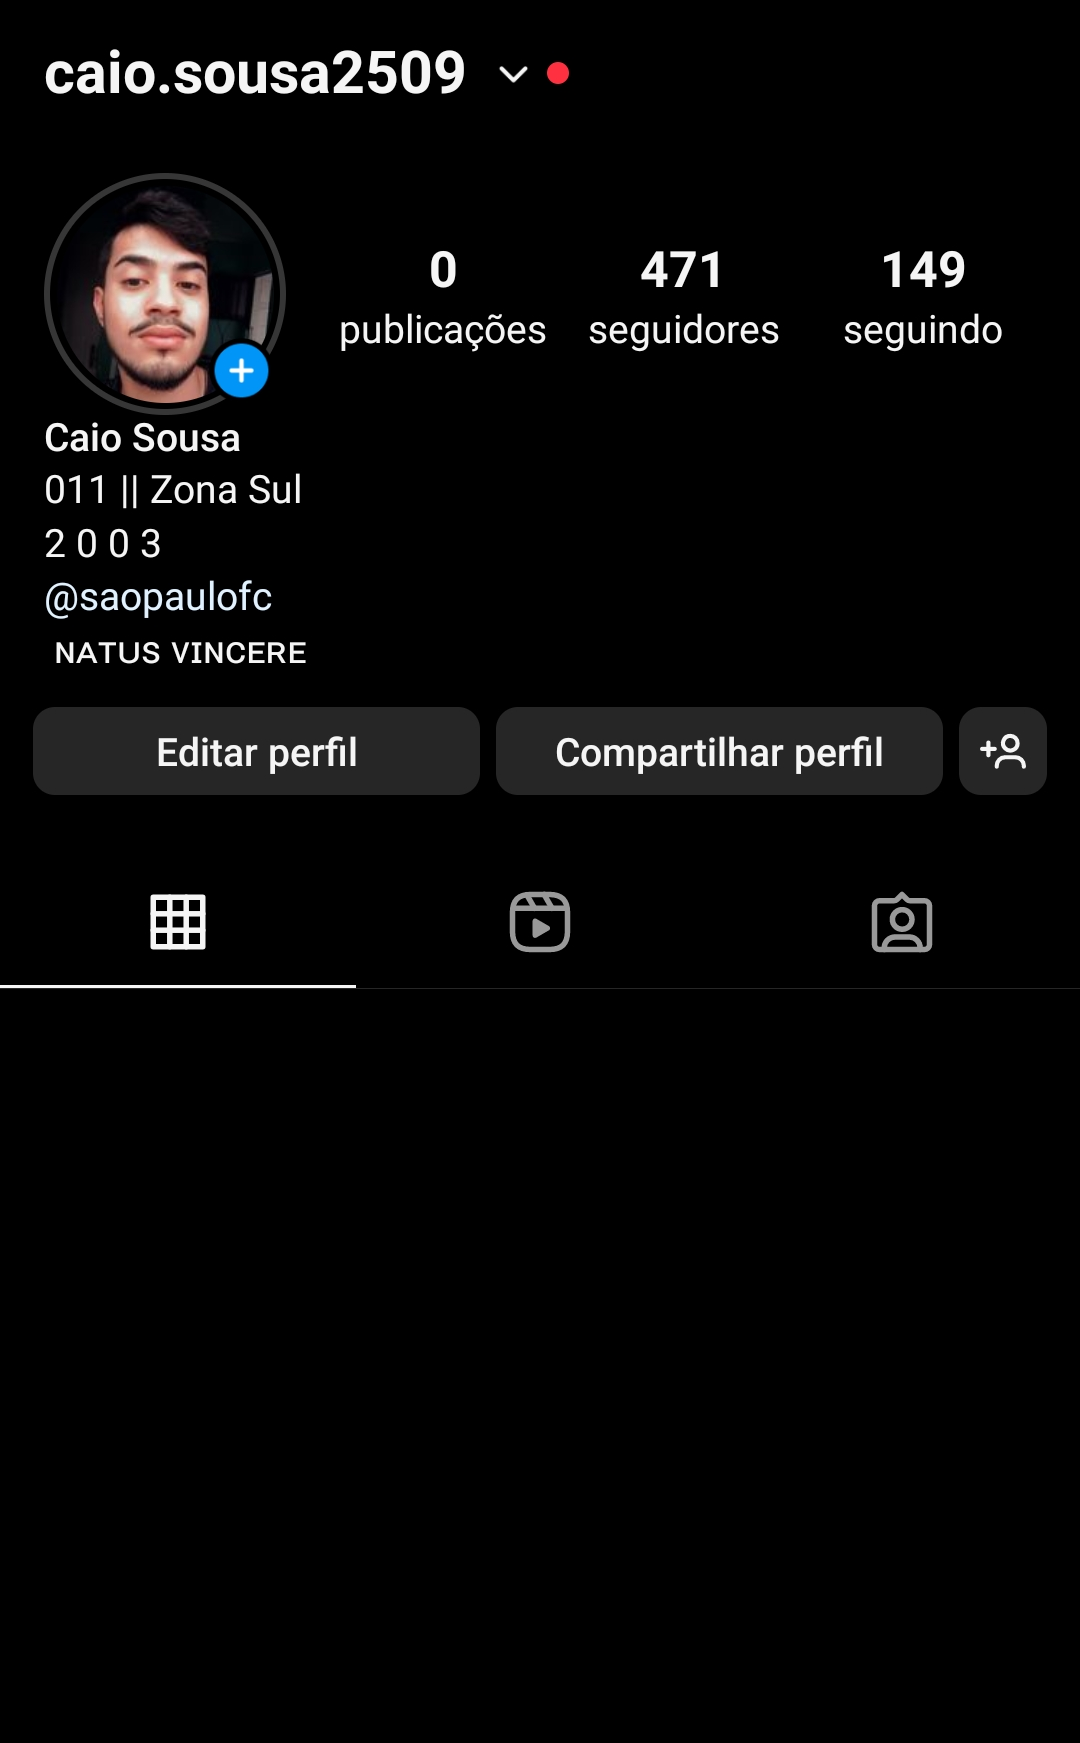 caio.sousa2509
0 471 149
publicações seguidores seguindo
Caio Sousa
011 || Zona Sul
2 0 0 3
@saopaulofc
NATUS VINCERE
Editar perfil Compartilhar perfil